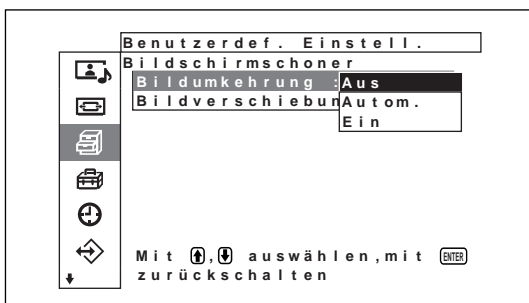 Benutzerdef. Einstell.
Bildschirmschoner
Bildumkehrung : Aus
Bildverschiebun Autom.
Ein
Mit , auswählen,mit ENTER
zurückschalten